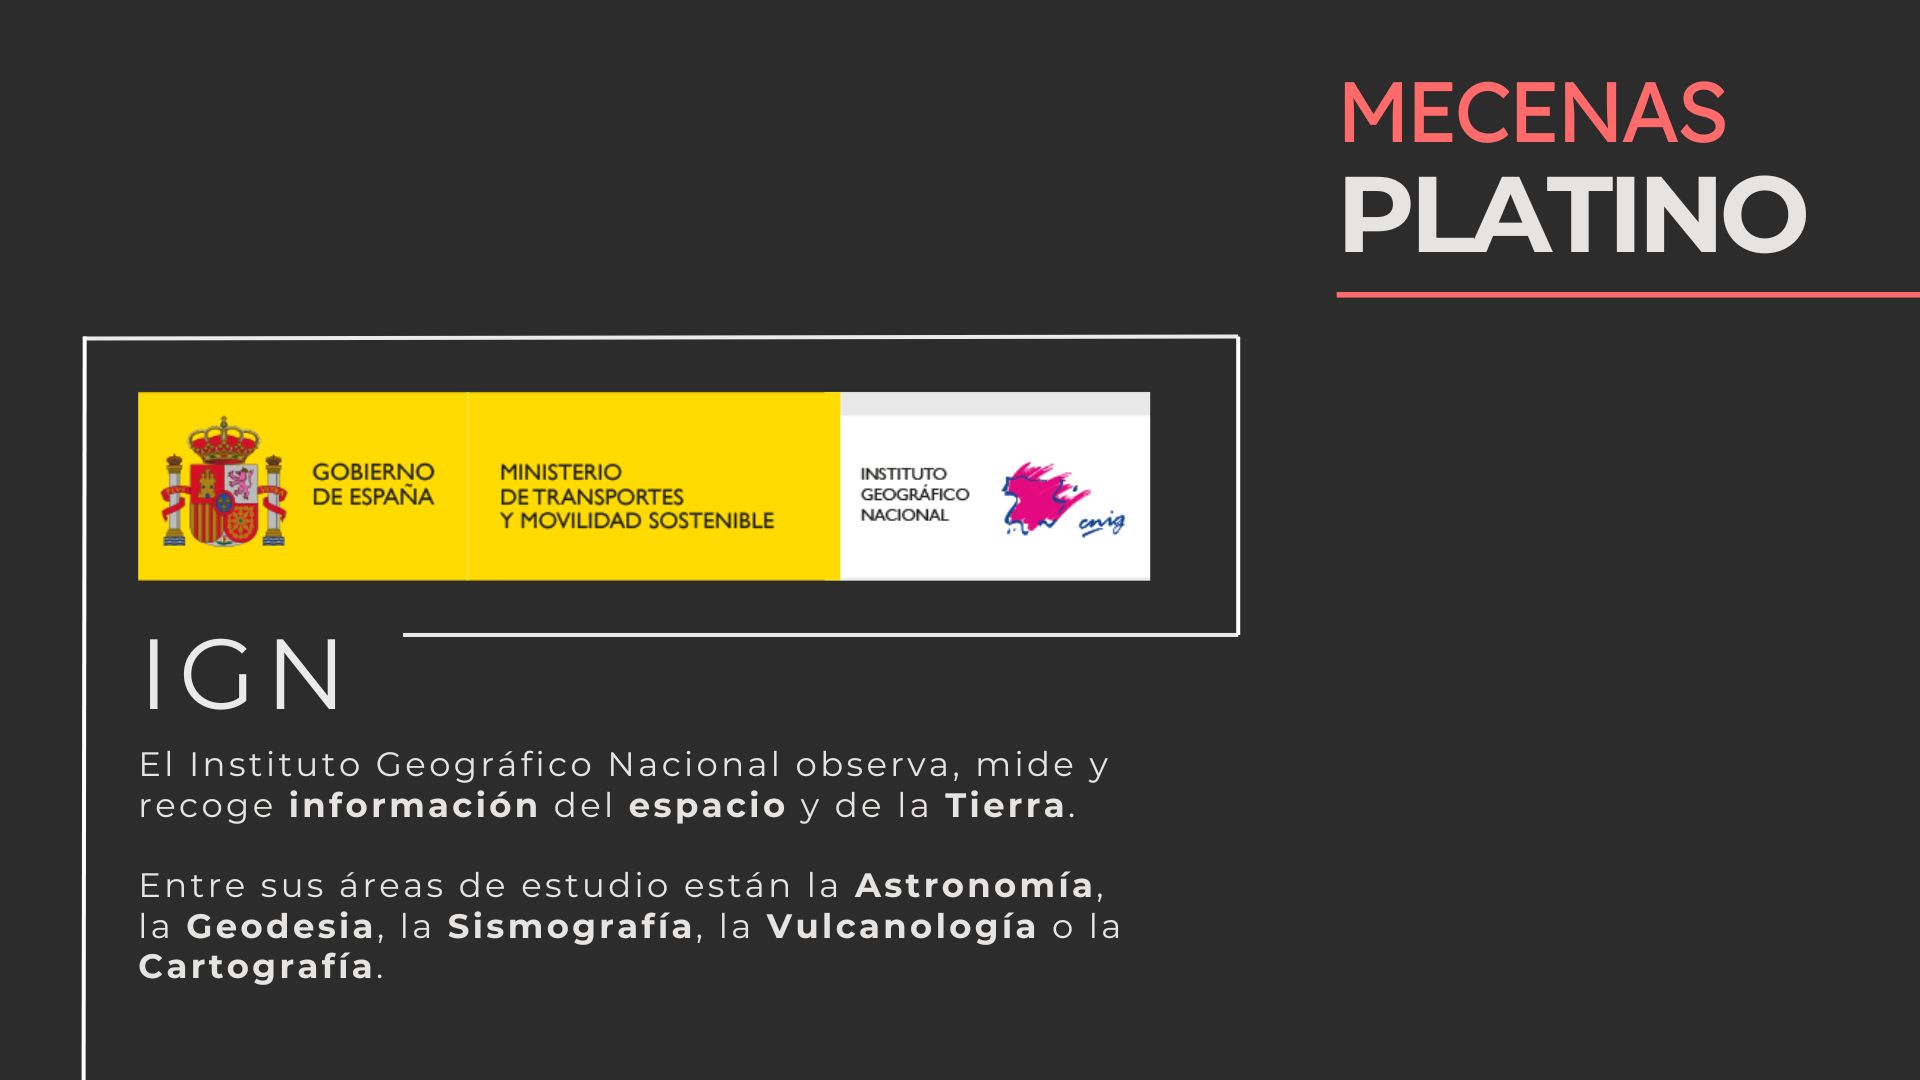 MECENAS
PLATINO
GOBIERNO
DE ESPAÑA
MINISTERIO
DE TRANSPORTES
Y MOVILIDAD SOSTENIBLE
INSTITUTO
GEOGRÁFICO
NACIONAL
cnig
IGN
El Instituto Geográfico Nacional observa, mide y
recoge información del espacio y de la Tierra.
Entre sus áreas de estudio están la Astronomía,
la Geodesia, la Sismografía, la Vulcanología o la
Cartografía.